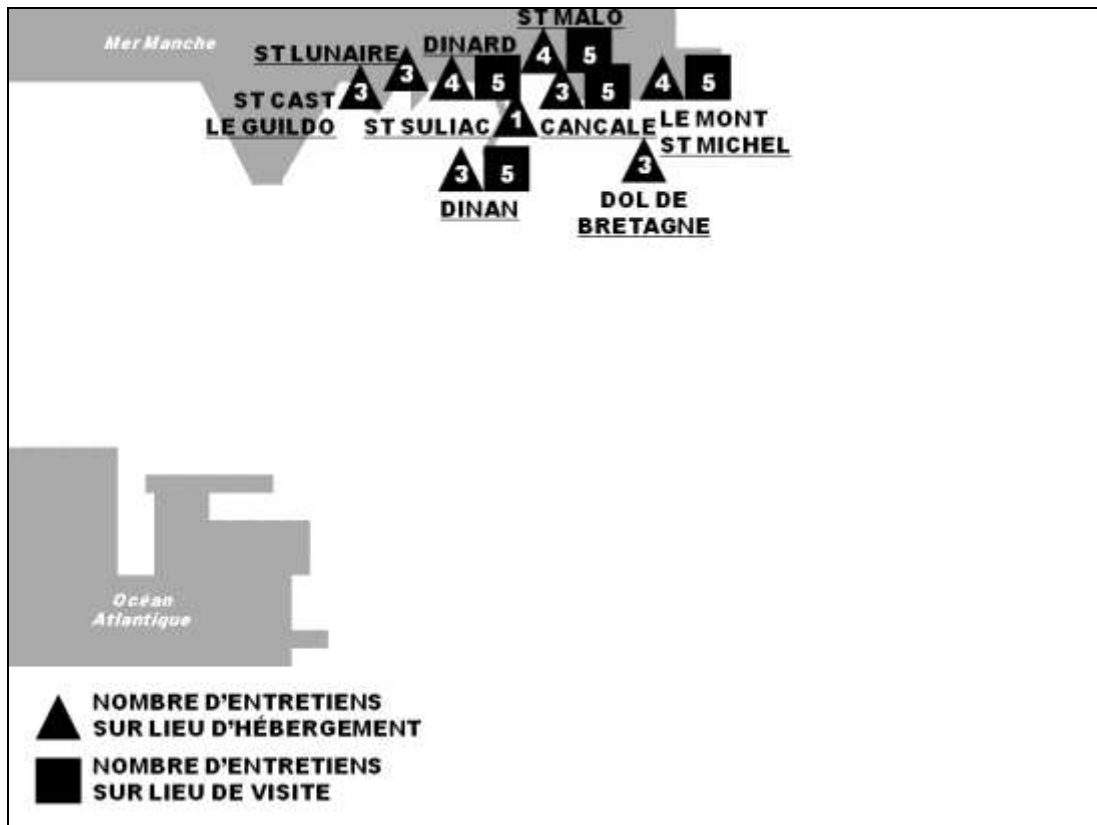 ST MALO
Mer Manche
ST LUNAIRE
DINARD
3
4
5
4
5
3
3
5
4
5
ST CAST
LE GUILDO
ST SULIAC
1
CANCALE
LE MONT
ST MICHEL
3
5
DINAN
3
DOL DE
BRETAGNE
Océan
Atlantique
NOMBRE D'ENTRETIENS
SUR LIEU D'HÉBERGEMENT
NOMBRE D'ENTRETIENS
SUR LIEU DE VISITE